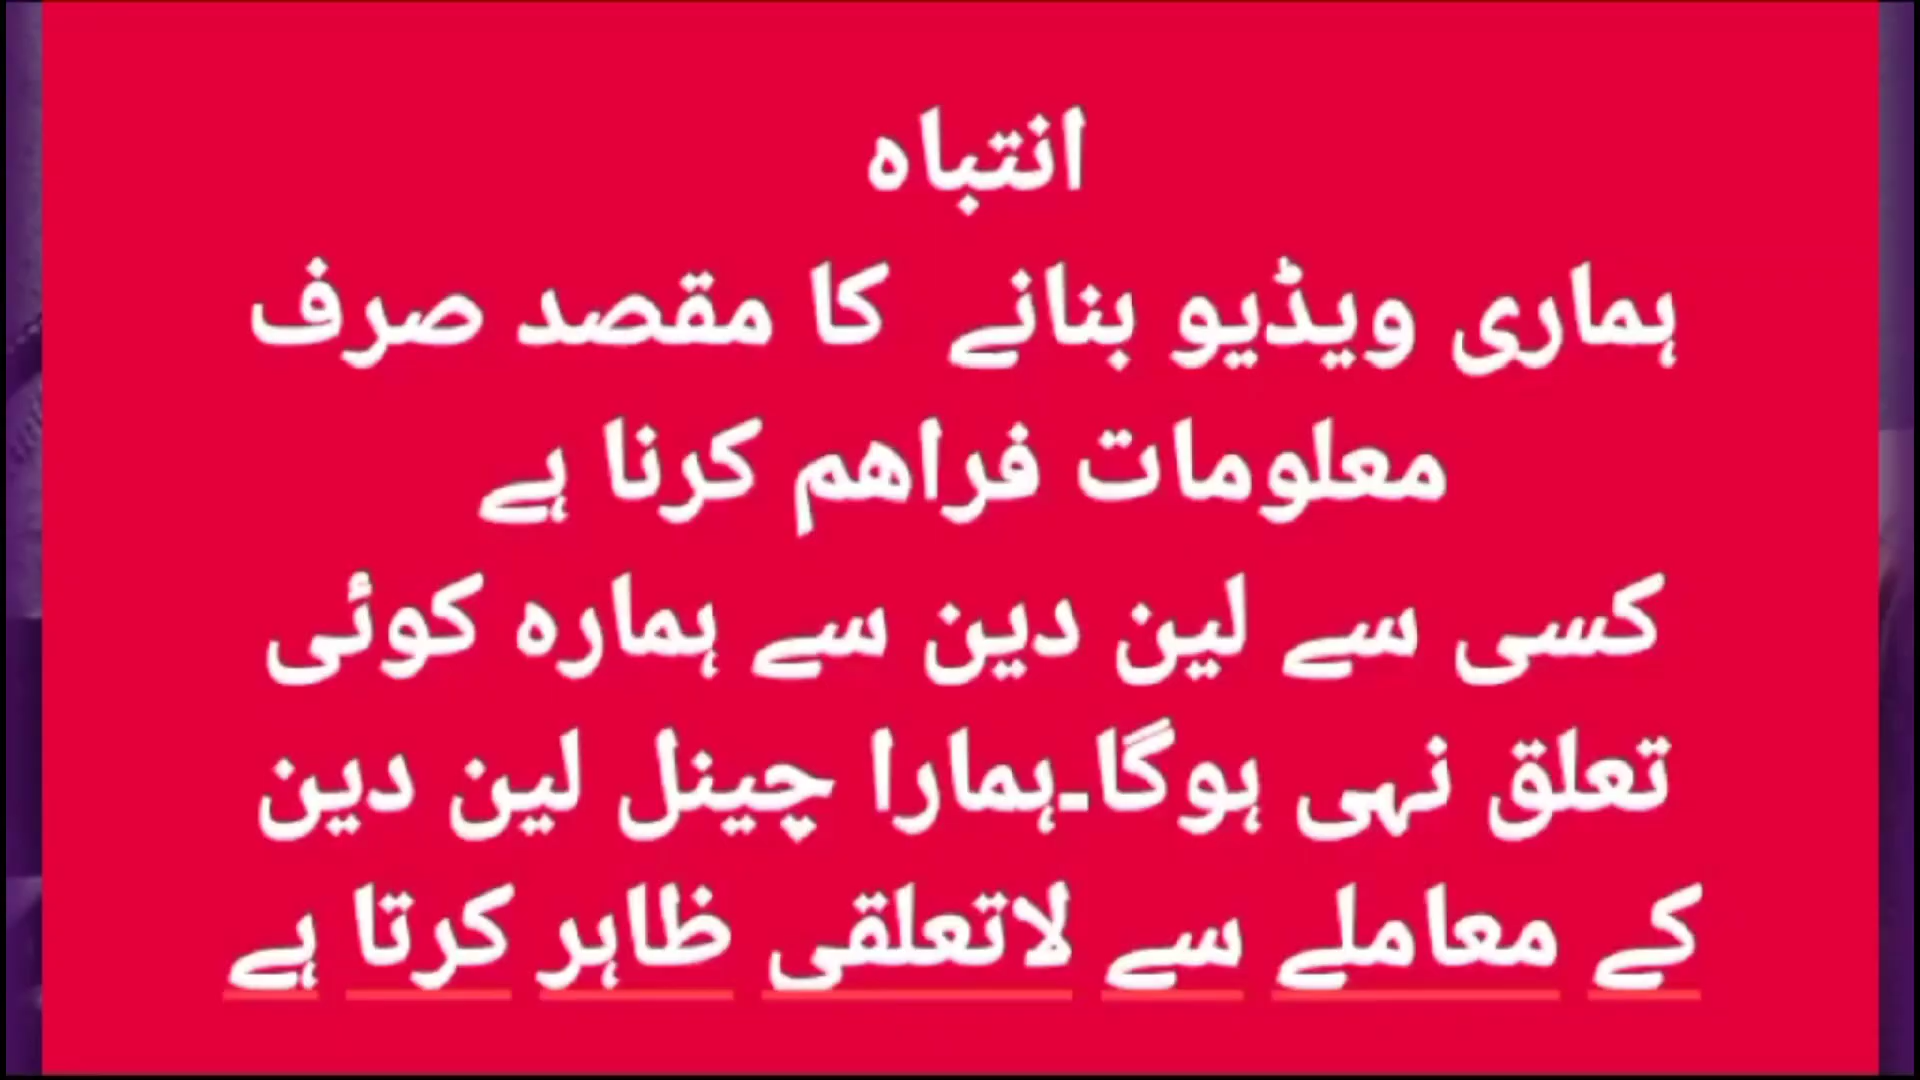 انتباہ
ہماری ویڈیو بنانے کا مقصد صرف
معلومات فراھم کرنا ہے
کسی سے لین دین سے ہمارہ کوئی
تعلق نہی ہوگا۔ہمارا چینل لین دین
کے معاملے سے لاتعلقی ظاہر کرتا ہے